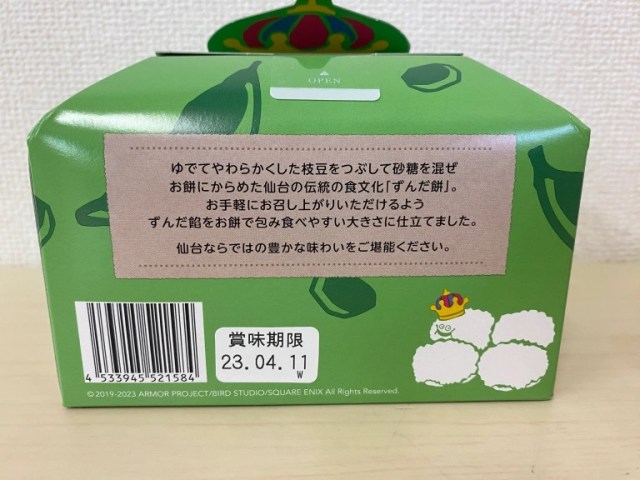 OPEN
ゆでてやわらかくした枝豆をつぶして砂糖を混ぜ
お餅にからめた仙台の伝統の食文化「ずんだ餅」。
お手軽にお召し上がりいただけるよう
ずんだ餡をお餅で包み食べやすい大きさに仕立てました。
仙台ならではの豊かな味わいをご堪能ください。
賞味期限
23.04.11
W
4 533945 521584
©2019-2023 ARMOR PROJECT/BIRD STUDIO/SQUARE ENIX All Rights Reserved.